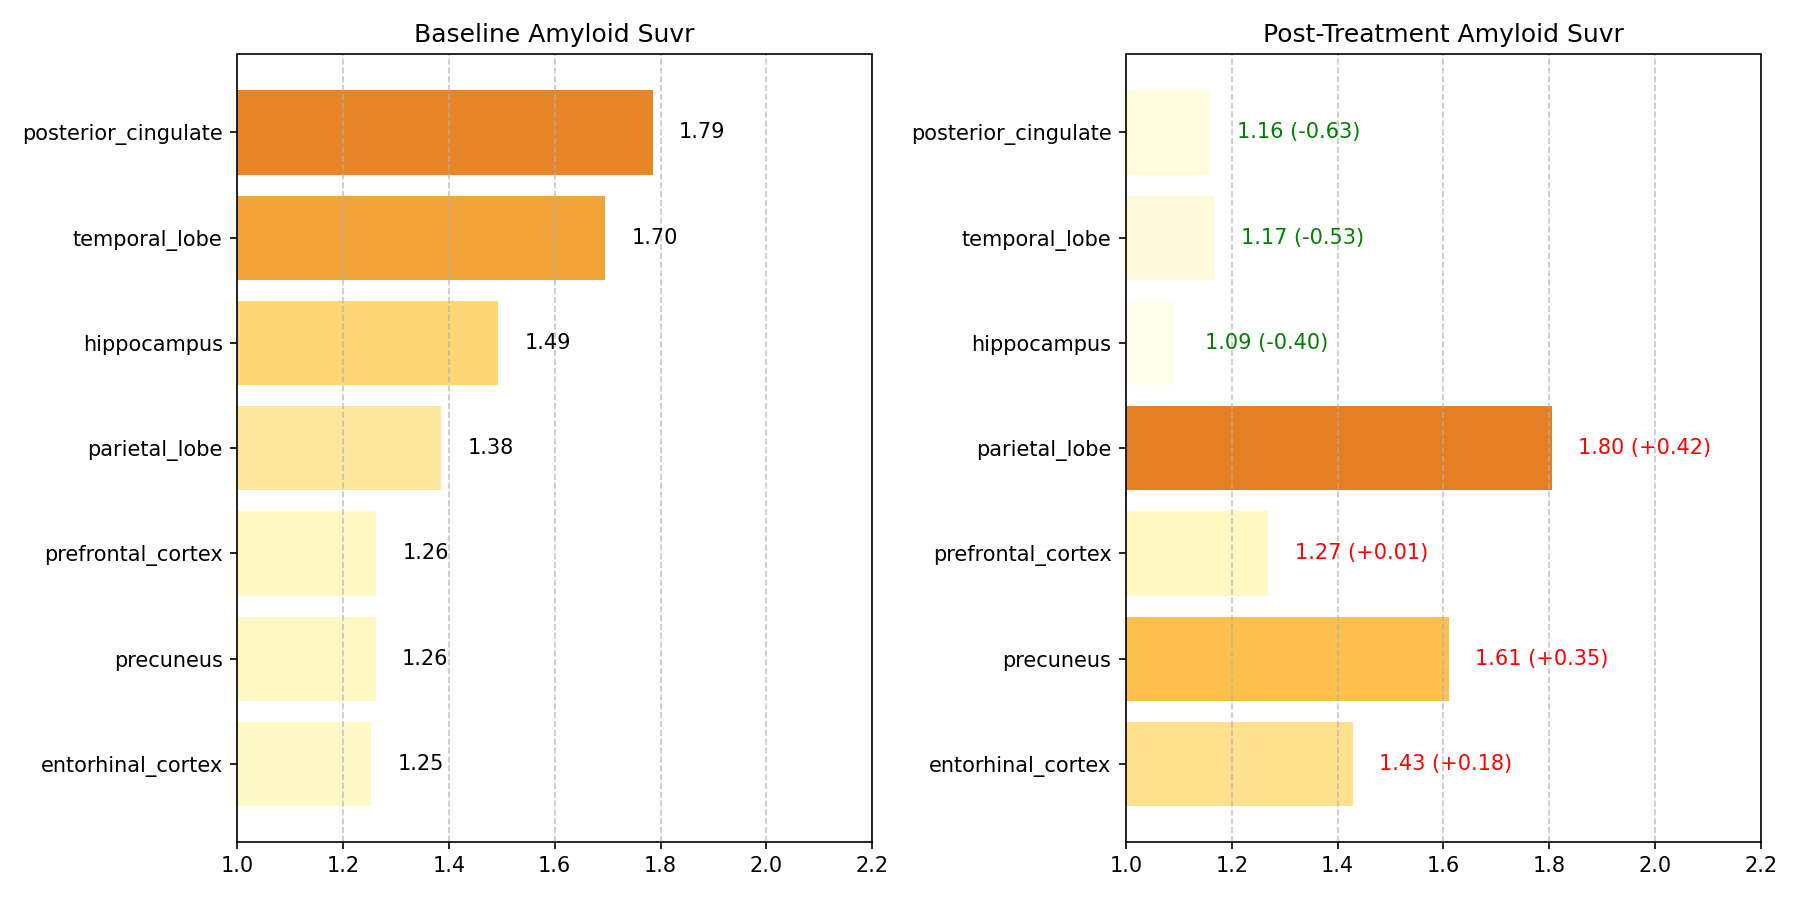 Baseline Amyloid Suvr
posterior_cingulate 1.79
temporal_lobe 1.70
hippocampus 1.49
parietal_lobe 1.38
prefrontal_cortex 1.26
precuneus 1.26
entorhinal_cortex 1.25
1.0 1.2 1.4 1.6 1.8 2.0 2.2
Post-Treatment Amyloid Suvr
posterior_cingulate 1.16 (-0.63)
temporal_lobe 1.17 (-0.53)
hippocampus 1.09 (-0.40)
parietal_lobe 1.80 (+0.42)
prefrontal_cortex 1.27 (+0.01)
precuneus 1.61 (+0.35)
entorhinal_cortex 1.43 (+0.18)
1.0 1.2 1.4 1.6 1.8 2.0 2.2